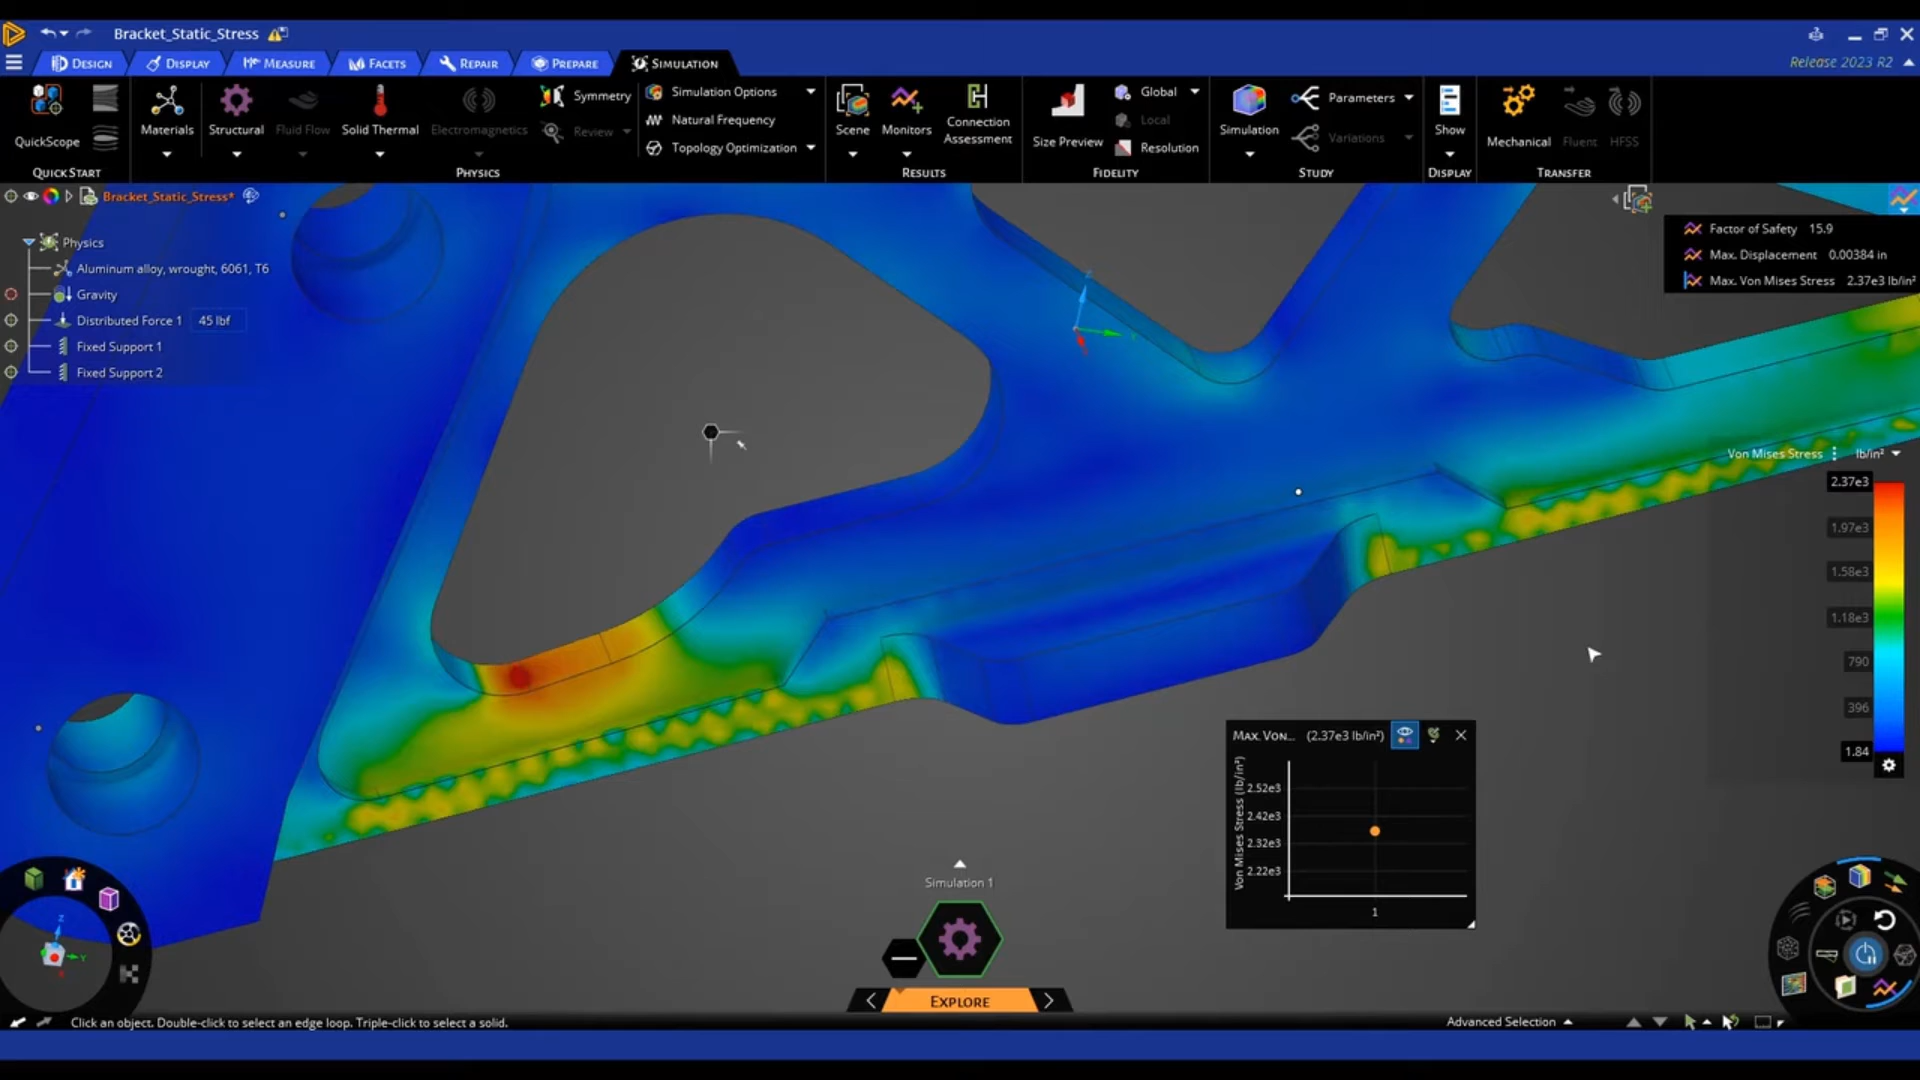 Bracket_Static_Stress
DESIGN DISPLAY MEASURE FACETS REPAIR PREPARE SIMULATION
Release 2023 R2
QuickScope
QUICK START
Materials Structural Fluid Flow Solid Thermal Electromagnetics
Symmetry
Review
Simulation Options
Natural Frequency
Topology Optimization
PHYSICS
Scene Monitors Connection Assessment
RESULTS
Size Preview
Global
Local
Resolution
FIDELITY
Simulation
Parameters
Variations
STUDY
Show
DISPLAY
Mechanical Fluent HFSS
TRANSFER
Bracket_Static_Stress*
Physics
Aluminum alloy, wrought, 6061, T6
Gravity
Distributed Force 1 45 lbf
Fixed Support 1
Fixed Support 2
Factor of Safety 15.9
Max. Displacement 0.00384 in
Max. Von Mises Stress 2.37e3 lb/in²
Von Mises Stress lb/in²
2.37e3
1.97e3
1.58e3
1.18e3
790
396
1.84
MAX. VON... (2.37e3 lb/in²)
Von Mises Stress (lb/in²)
2.52e3
2.42e3
2.32e3
2.22e3
1
Simulation 1
EXPLORE
Click an object. Double-click to select an edge loop. Triple-click to select a solid.
Advanced Selection